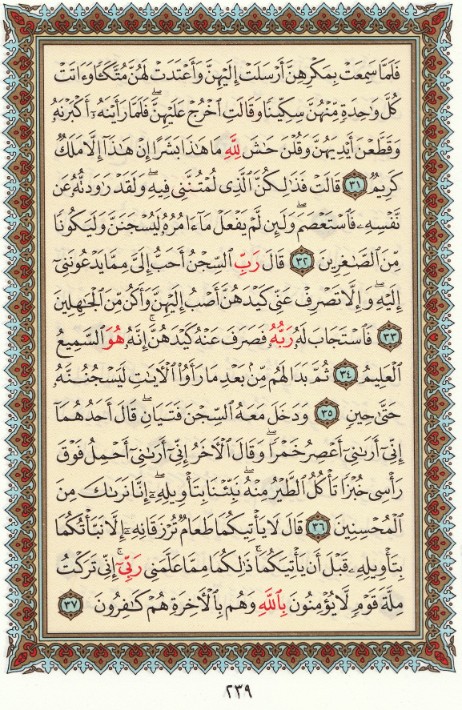 فَلَمَّا سَمِعَتْ بِمَكْرِهِنَّ أَرْسَلَتْ إِلَيْهِنَّ وَأَعْتَدَتْ لَهُنَّ مُتَّكَـًٔا وَءَاتَتْ
كُلَّ وَٰحِدَةٍ مِّنْهُنَّ سِكِّينًا وَقَالَتِ ٱخْرُجْ عَلَيْهِنَّ ۖ فَلَمَّا رَأَيْنَهُۥٓ أَكْبَرْنَهُۥ
وَقَطَّعْنَ أَيْدِيَهُنَّ وَقُلْنَ حَٰشَ لِلَّهِ مَا هَٰذَا بَشَرًا إِنْ هَٰذَآ إِلَّا مَلَكٌ
كَرِيمٌ ٣١ قَالَتْ فَذَٰلِكُنَّ ٱلَّذِى لُمْتُنَّنِى فِيهِ ۖ وَلَقَدْ رَٰوَدتُّهُۥ عَن
نَّفْسِهِۦ فَٱسْتَعْصَمَ ۖ وَلَئِن لَّمْ يَفْعَلْ مَآ ءَامُرُهُۥ لَيُسْجَنَنَّ وَلَيَكُونًا
مِّنَ ٱلصَّٰغِرِينَ ٣٢ قَالَ رَبِّ ٱلسِّجْنُ أَحَبُّ إِلَىَّ مِمَّا يَدْعُونَنِىٓ
إِلَيْهِ ۖ وَإِلَّا تَصْرِفْ عَنِّى كَيْدَهُنَّ أَصْبُ إِلَيْهِنَّ وَأَكُن مِّنَ ٱلْجَٰهِلِينَ
٣٣ فَٱسْتَجَابَ لَهُۥ رَبُّهُۥ فَصَرَفَ عَنْهُ كَيْدَهُنَّ ۚ إِنَّهُۥ هُوَ ٱلسَّمِيعُ
ٱلْعَلِيمُ ٣٤ ثُمَّ بَدَا لَهُم مِّنۢ بَعْدِ مَا رَأَوُا۟ ٱلْءَايَٰتِ لَيَسْجُنُنَّهُۥ
حَتَّىٰ حِينٍ ٣٥ وَدَخَلَ مَعَهُ ٱلسِّجْنَ فَتَيَانِ ۖ قَالَ أَحَدُهُمَآ
إِنِّىٓ أَرَىٰنِىٓ أَعْصِرُ خَمْرًا ۖ وَقَالَ ٱلْءَاخَرُ إِنِّىٓ أَرَىٰنِىٓ أَحْمِلُ فَوْقَ
رَأْسِى خُبْزًا تَأْكُلُ ٱلطَّيْرُ مِنْهُ ۖ نَبِّئْنَا بِتَأْوِيلِهِۦٓ ۖ إِنَّا نَرَىٰكَ مِنَ
ٱلْمُحْسِنِينَ ٣٦ قَالَ لَا يَأْتِيكُمَا طَعَامٌ تُرْزَقَانِهِۦٓ إِلَّا نَبَّأْتُكُمَا
بِتَأْوِيلِهِۦ قَبْلَ أَن يَأْتِيَكُمَا ۚ ذَٰلِكُمَا مِمَّا عَلَّمَنِى رَبِّىٓ ۚ إِنِّى تَرَكْتُ
مِلَّةَ قَوْمٍ لَّا يُؤْمِنُونَ بِٱللَّهِ وَهُم بِٱلْءَاخِرَةِ هُمْ كَٰفِرُونَ ٣٧
٢٣٩